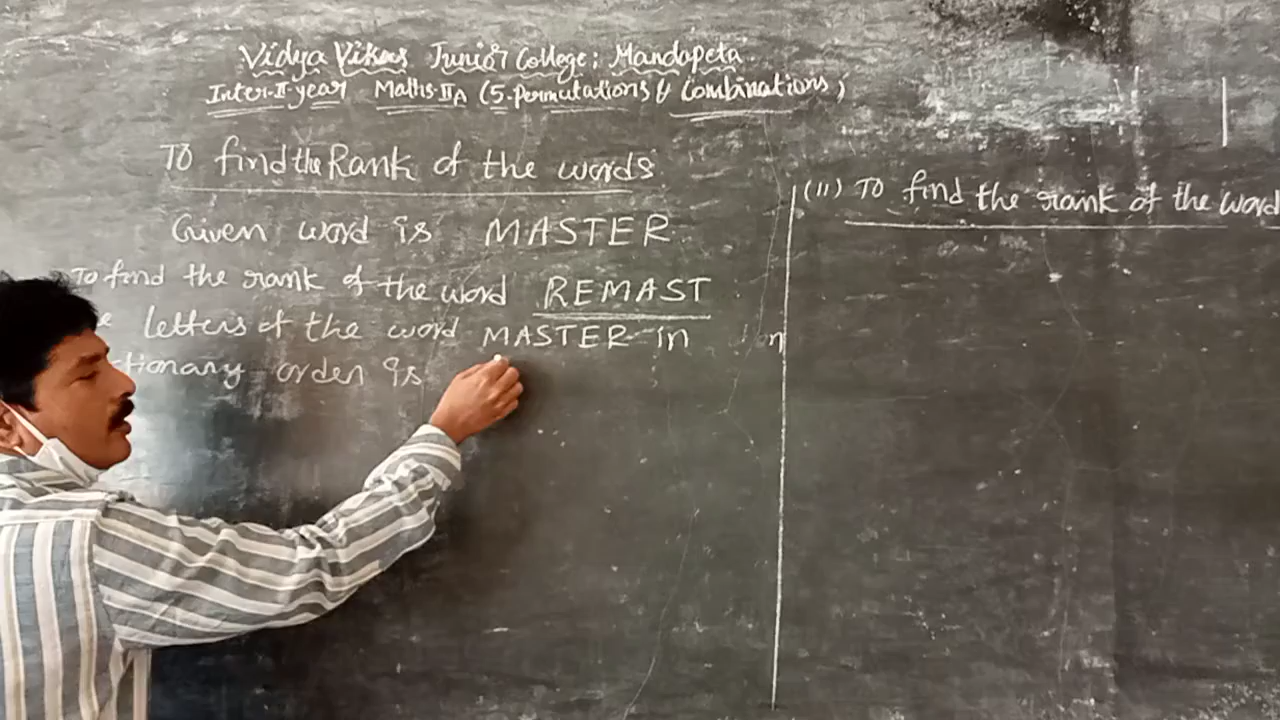 Vidya Vikas Junior College; Mandapeta.
Inter-II-year Maths-IIA (5. Permutations & Combinations)
To find the Rank of the words
Given word is MASTER.
To find the rank of the word REMAST
letters of the word MASTER in
order is
(ii) To find the rank of the word